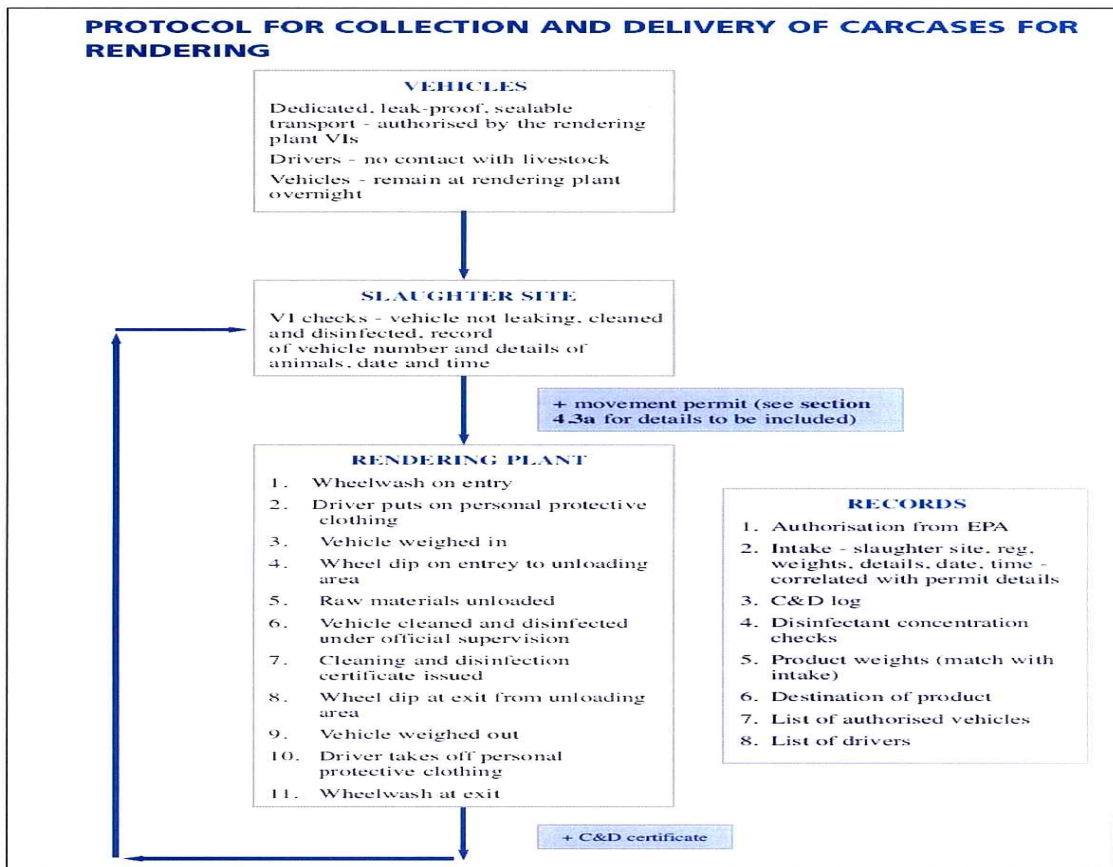 PROTOCOL FOR COLLECTION AND DELIVERY OF CARCASES FOR
RENDERING
VEHICLES
Dedicated, leak-proof, sealable
transport - authorised by the rendering
plant VIs
Drivers - no contact with livestock
Vehicles - remain at rendering plant
overnight
SLAUGHTER SITE
VI checks - vehicle not leaking, cleaned
and disinfected, record
of vehicle number and details of
animals, date and time
+ movement permit (see section
4.3a for details to be included)
RENDERING PLANT
1. Wheelwash on entry
2. Driver puts on personal protective
clothing
3. Vehicle weighed in
4. Wheel dip on entrey to unloading
area
5. Raw materials unloaded
6. Vehicle cleaned and disinfected
under official supervision
7. Cleaning and disinfection
certificate issued
8. Wheel dip at exit from unloading
area
9. Vehicle weighed out
10. Driver takes off personal
protective clothing
11. Wheelwash at exit
RECORDS
1. Authorisation from EPA
2. Intake - slaughter site, reg,
weights, details, date, time -
correlated with permit details
3. C&D log
4. Disinfectant concentration
checks
5. Product weights (match with
intake)
6. Destination of product
7. List of authorised vehicles
8. List of drivers
+ C&D certificate